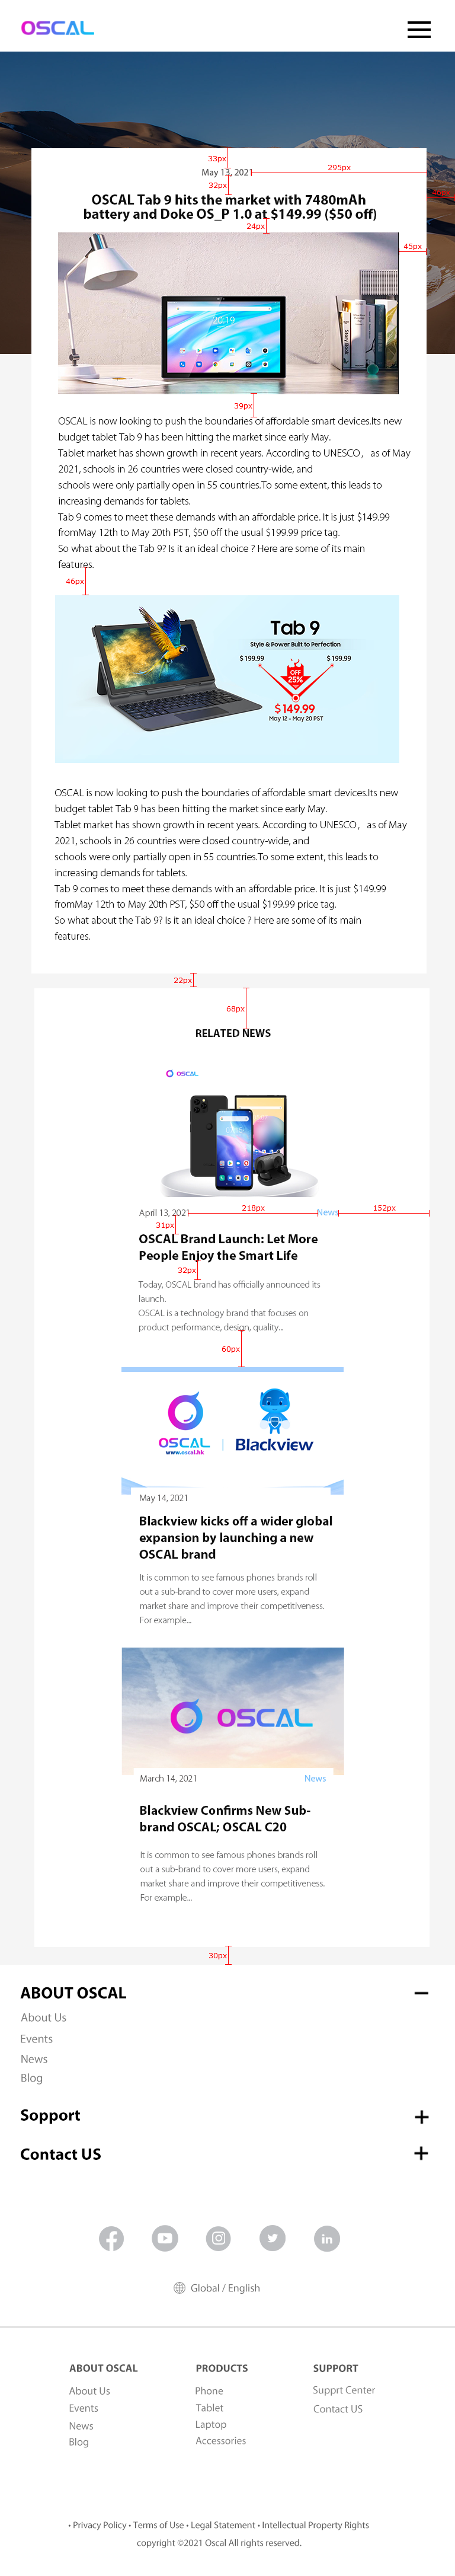 OSCAL
33px
May 13, 2021
295px
32px
OSCAL Tab 9 hits the market with 7480mAh
battery and Doke OS_P 1.0 at $149.99 ($50 off)
24px
45px
20:19
39px
OSCAL is now looking to push the boundaries of affordable smart devices.Its new
budget tablet Tab 9 has been hitting the market since early May.
Tablet market has shown growth in recent years. According to UNESCO，as of May
2021, schools in 26 countries were closed country-wide, and
schools were only partially open in 55 countries.To some extent, this leads to
increasing demands for tablets.
Tab 9 comes to meet these demands with an affordable price. It is just $149.99
fromMay 12th to May 20th PST, $50 off the usual $199.99 price tag.
So what about the Tab 9? Is it an ideal choice ? Here are some of its main
features.
46px
Tab 9
Style & Power Built to Perfection
$199.99
$199.99
OFF
25%
$149.99
May 12 - May 20 PST
OSCAL is now looking to push the boundaries of affordable smart devices.Its new
budget tablet Tab 9 has been hitting the market since early May.
Tablet market has shown growth in recent years. According to UNESCO，as of May
2021, schools in 26 countries were closed country-wide, and
schools were only partially open in 55 countries.To some extent, this leads to
increasing demands for tablets.
Tab 9 comes to meet these demands with an affordable price. It is just $149.99
fromMay 12th to May 20th PST, $50 off the usual $199.99 price tag.
So what about the Tab 9? Is it an ideal choice ? Here are some of its main
features.
22px
68px
RELATED NEWS
OSCAL
April 13, 2021
218px
News
152px
31px
OSCAL Brand Launch: Let More
People Enjoy the Smart Life
32px
Today, OSCAL brand has officially announced its
launch.
OSCAL is a technology brand that focuses on
product performance, design, quality...
60px
OSCAL
www.oscal.hk
Blackview
May 14, 2021
Blackview kicks off a wider global
expansion by launching a new
OSCAL brand
It is common to see famous phones brands roll
out a sub-brand to cover more users, expand
market share and improve their competitiveness.
For example...
OSCAL
March 14, 2021
News
Blackview Confirms New Sub-
brand OSCAL; OSCAL C20
It is common to see famous phones brands roll
out a sub-brand to cover more users, expand
market share and improve their competitiveness.
For example...
30px
ABOUT OSCAL
About Us
Events
News
Blog
Sopport
Contact US
Global / English
ABOUT OSCAL
PRODUCTS
SUPPORT
About Us
Phone
Supprt Center
Events
Tablet
Contact US
News
Laptop
Blog
Accessories
• Privacy Policy • Terms of Use • Legal Statement • Intellectual Property Rights
copyright ©2021 Oscal All rights reserved.